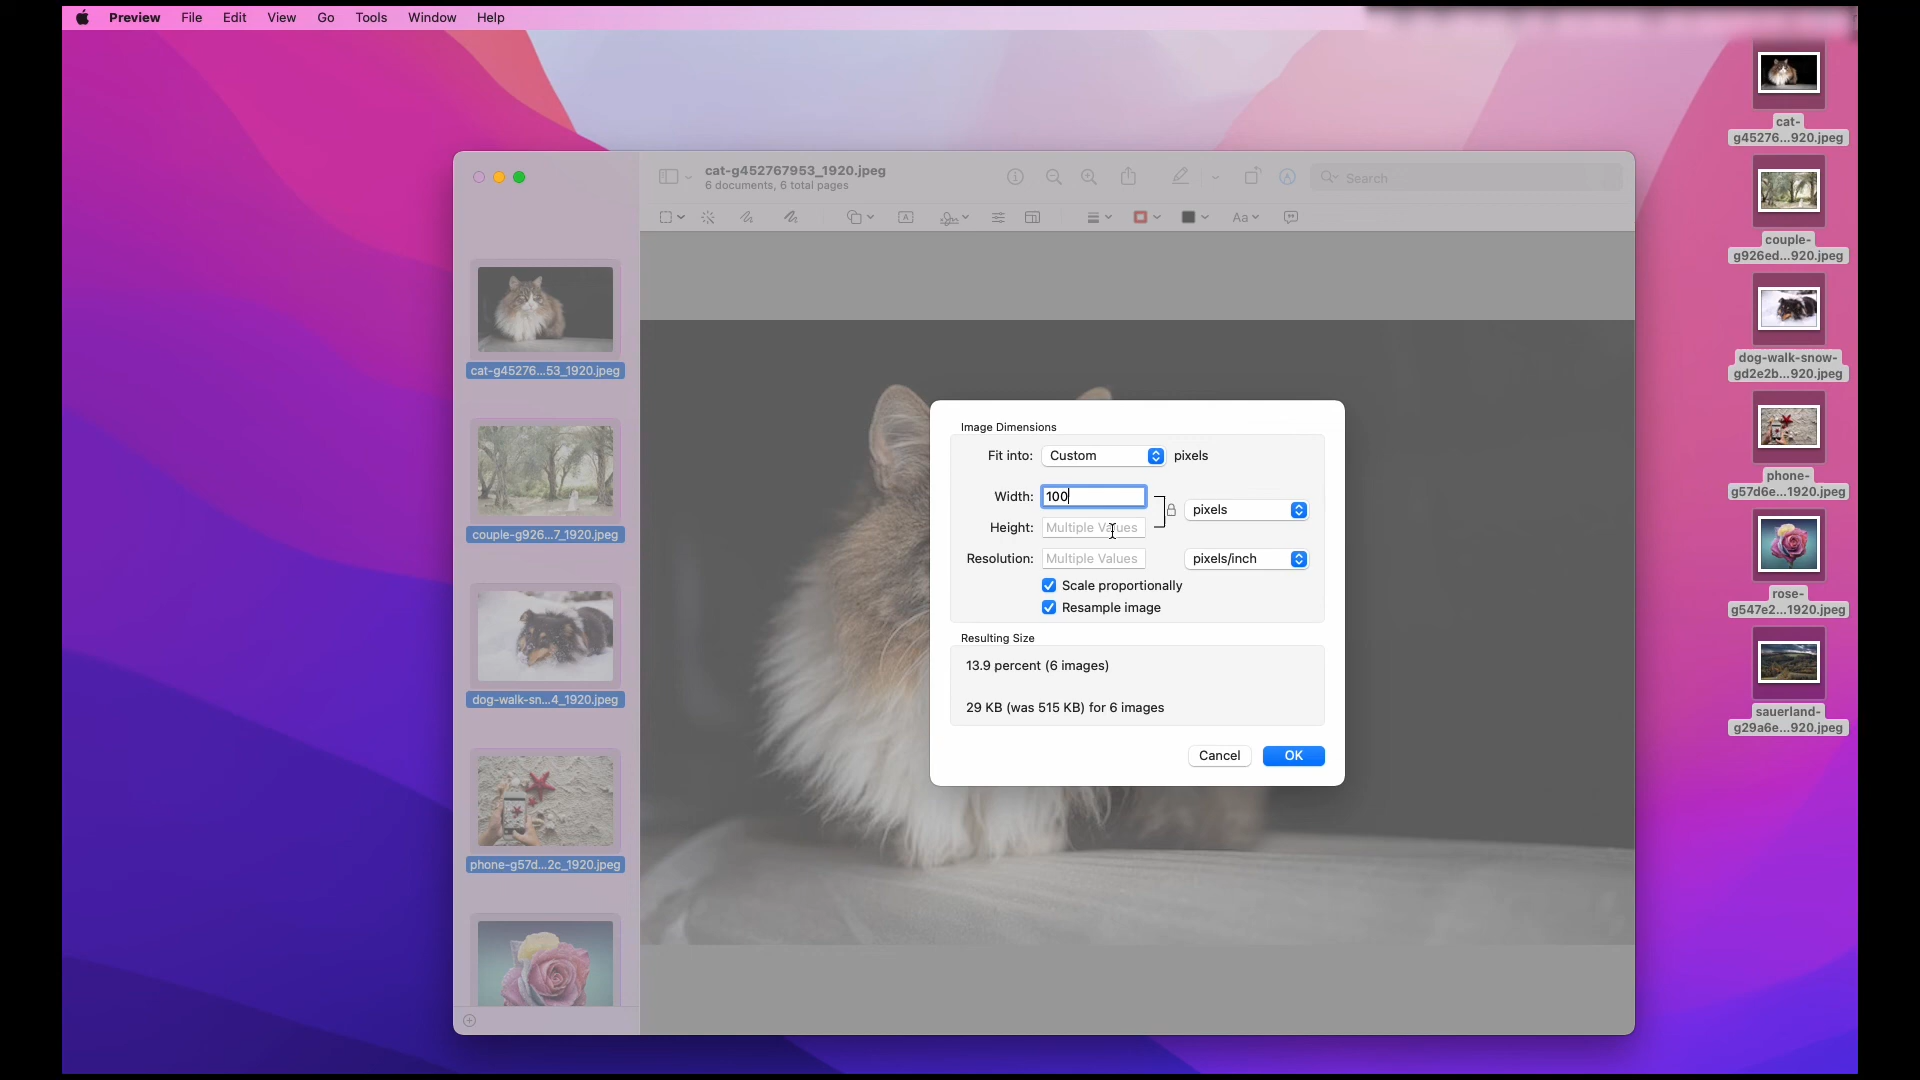 Preview File Edit View Go Tools Window Help
cat-g452767953_1920.jpeg
6 documents, 6 total pages
Search
Aa
cat-g45276...53_1920.jpeg
couple-g926...7_1920.jpeg
dog-walk-sn...4_1920.jpeg
phone-g57d...2c_1920.jpeg
Image Dimensions
Fit into: Custom pixels
Width: 100
Height: Multiple Values
pixels
Resolution: Multiple Values pixels/inch
Scale proportionally
Resample image
Resulting Size
13.9 percent (6 images)
29 KB (was 515 KB) for 6 images
Cancel OK
cat-
g45276...920.jpeg
couple-
g926ed...920.jpeg
dog-walk-snow-
gd2e2b...920.jpeg
phone-
g57d6e...1920.jpeg
rose-
g547e2...1920.jpeg
sauerland-
g29a6e...920.jpeg